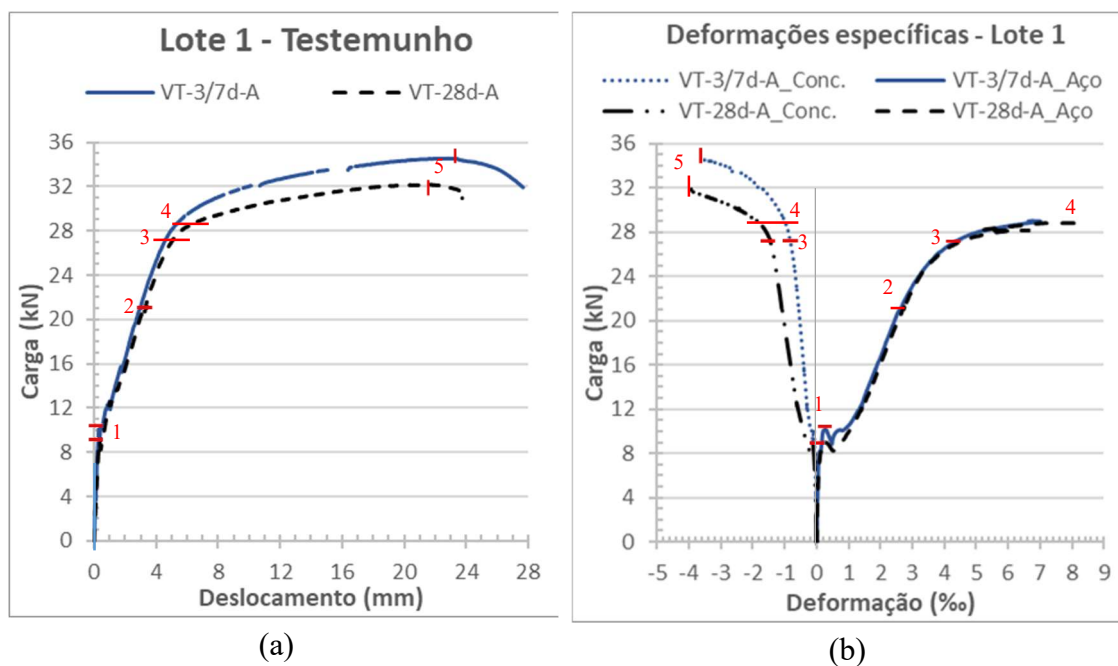 Lote 1 - Testemunho
VT-3/7d-A VT-28d-A
36
32
28
24
20
16
12
8
4
0
Carga (kN)
5
4
3
2
1
0 4 8 12 16 20 24 28
Deslocamento (mm)
(a)
Deformações específicas - Lote 1
VT-3/7d-A_Conc. VT-3/7d-A_Aço
VT-28d-A_Conc. VT-28d-A_Aço
36
32
28
24
20
16
12
8
4
0
Carga (kN)
5
4 4
3 3
2
1
-5 -4 -3 -2 -1 0 1 2 3 4 5 6 7 8 9
Deformação (‰)
(b)